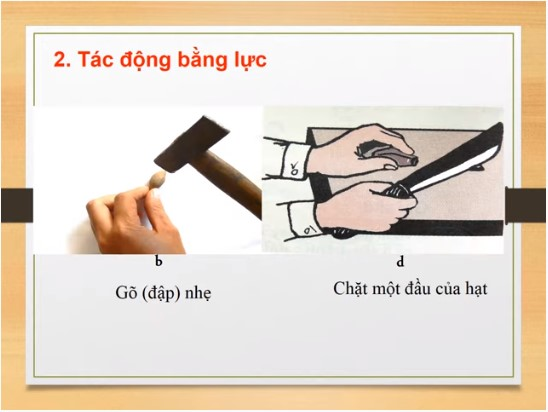 2. Tác động bằng lực
b
d
Gõ (đập) nhẹ
Chặt một đầu của hạt